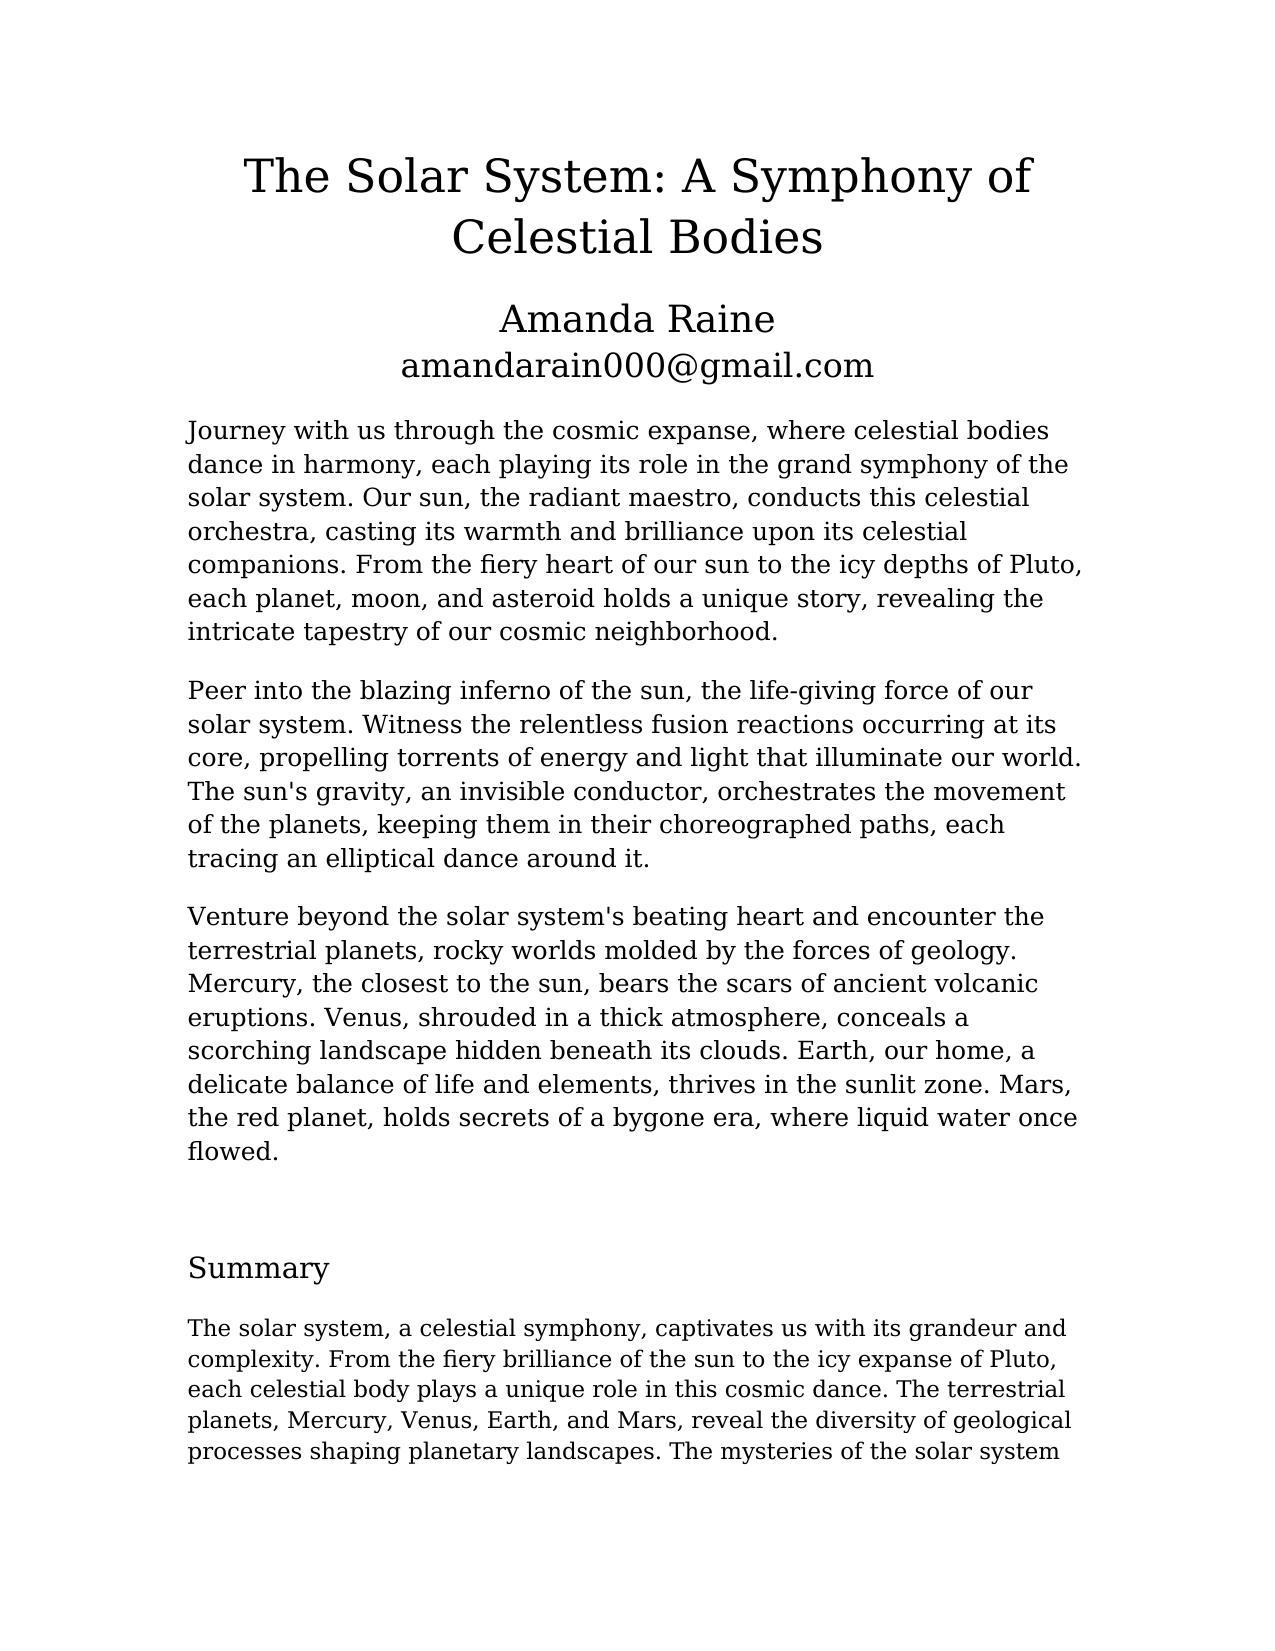 The Solar System: A Symphony of
Celestial Bodies
Amanda Raine
amandarain000@gmail.com
Journey with us through the cosmic expanse, where celestial bodies
dance in harmony, each playing its role in the grand symphony of the
solar system. Our sun, the radiant maestro, conducts this celestial
orchestra, casting its warmth and brilliance upon its celestial
companions. From the fiery heart of our sun to the icy depths of Pluto,
each planet, moon, and asteroid holds a unique story, revealing the
intricate tapestry of our cosmic neighborhood.
Peer into the blazing inferno of the sun, the life-giving force of our
solar system. Witness the relentless fusion reactions occurring at its
core, propelling torrents of energy and light that illuminate our world.
The sun's gravity, an invisible conductor, orchestrates the movement
of the planets, keeping them in their choreographed paths, each
tracing an elliptical dance around it.
Venture beyond the solar system's beating heart and encounter the
terrestrial planets, rocky worlds molded by the forces of geology.
Mercury, the closest to the sun, bears the scars of ancient volcanic
eruptions. Venus, shrouded in a thick atmosphere, conceals a
scorching landscape hidden beneath its clouds. Earth, our home, a
delicate balance of life and elements, thrives in the sunlit zone. Mars,
the red planet, holds secrets of a bygone era, where liquid water once
flowed.
Summary
The solar system, a celestial symphony, captivates us with its grandeur and
complexity. From the fiery brilliance of the sun to the icy expanse of Pluto,
each celestial body plays a unique role in this cosmic dance. The terrestrial
planets, Mercury, Venus, Earth, and Mars, reveal the diversity of geological
processes shaping planetary landscapes. The mysteries of the solar system